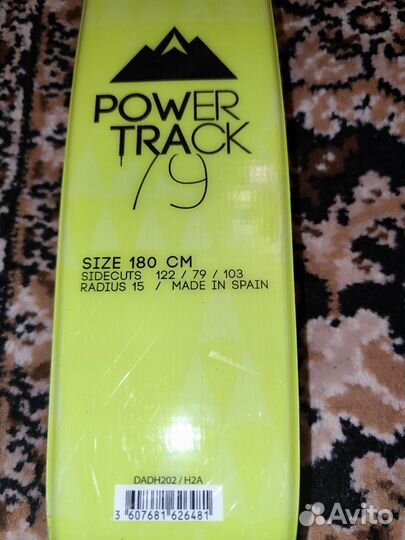 POWER
TRACK
79
SIZE 180 CM
SIDECUTS 122 / 79 / 103
RADIUS 15 / MADE IN SPAIN
DADH202 / H2A
3 607681 626481
Avito